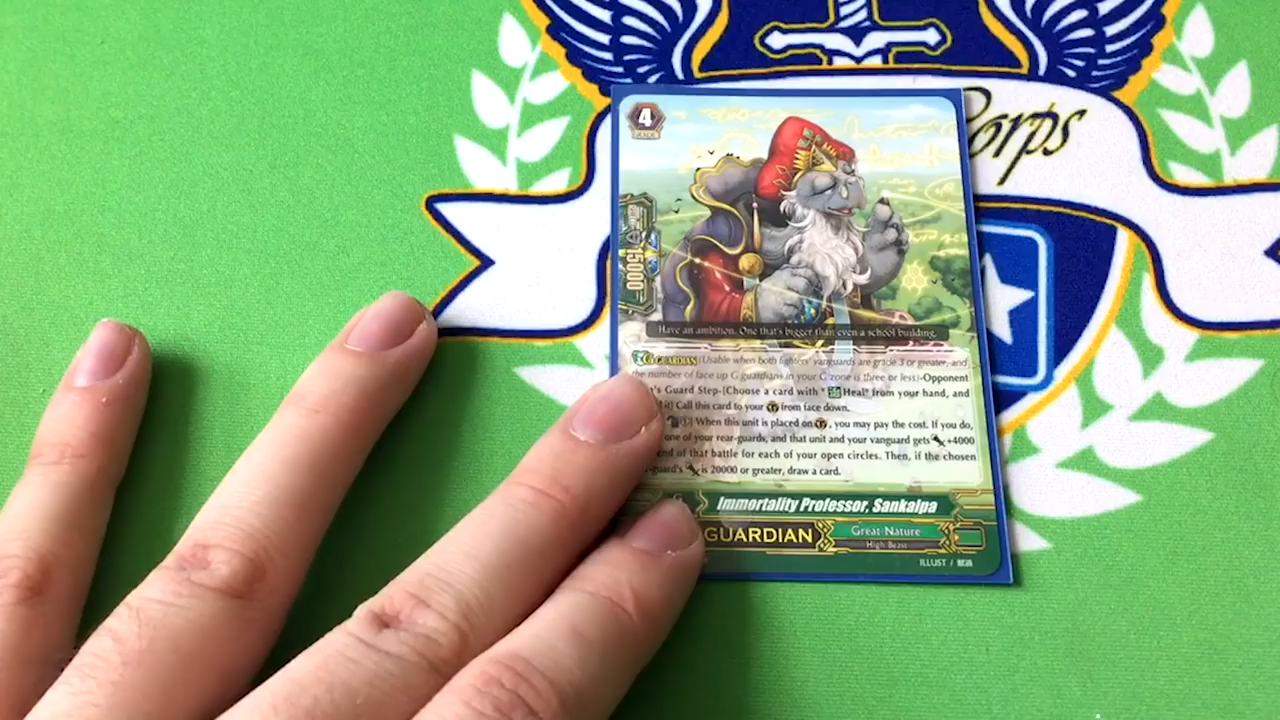 Corps
4
GRADE
15000
Have an ambition. One that's bigger than even a school building.
G GUARDIAN (Usable when both fighters' vanguards are grade 3 or greater, and
the number of face up G guardians in your G zone is three or less)-Opponent
's Guard Step-[Choose a card with " Heal" from your hand, and
it] Call this card to your from face down.
When this unit is placed on , you may pay the cost. If you do,
one of your rear-guards, and that unit and your vanguard gets +4000
end of that battle for each of your open circles. Then, if the chosen
-guard's is 20000 or greater, draw a card.
Immortality Professor, Sankalpa
GUARDIAN
Great Nature
High Beast
ILLUST /